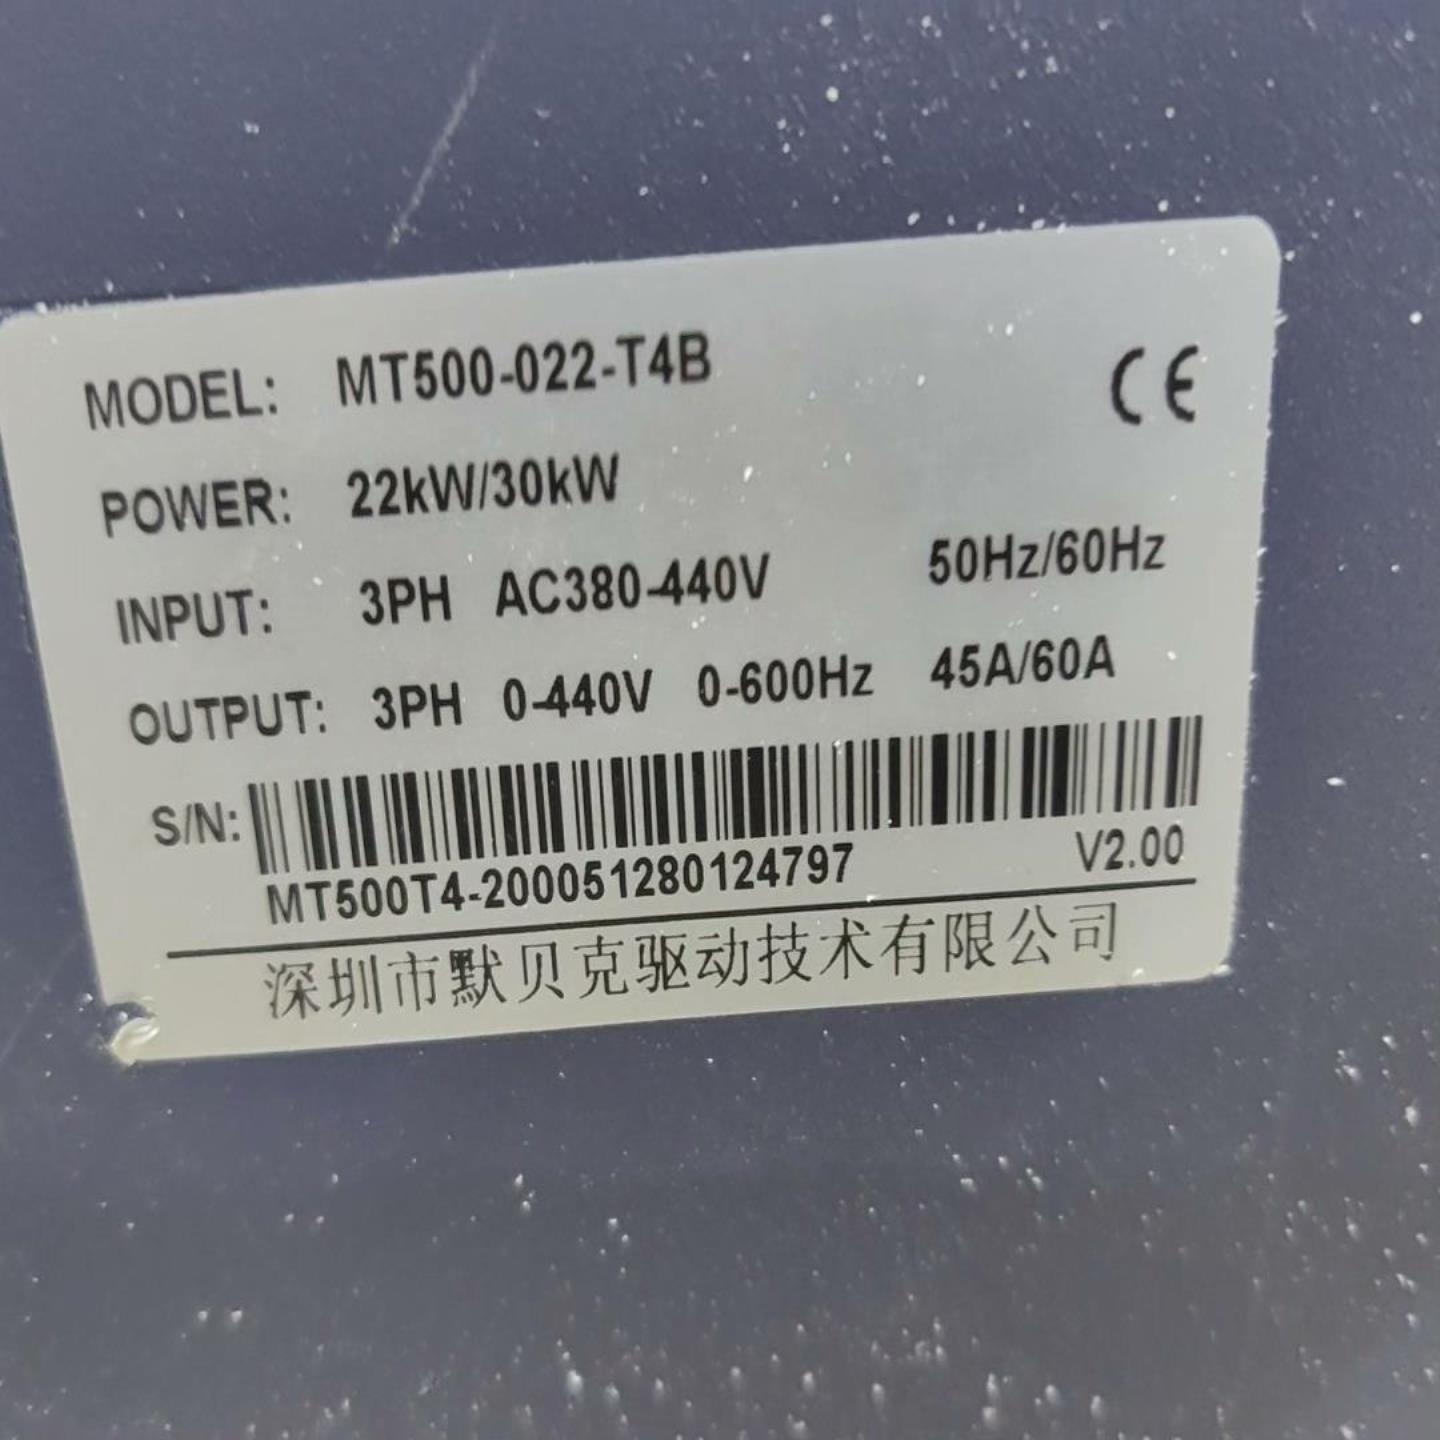 MODEL: MT500-022-T4B CE
POWER: 22kW/30kW
INPUT: 3PH AC380-440V 50Hz/60Hz
OUTPUT: 3PH 0-440V 0-600Hz 45A/60A
S/N:
MT500T4-200051280124797 V2.00
深圳市默贝克驱动技术有限公司